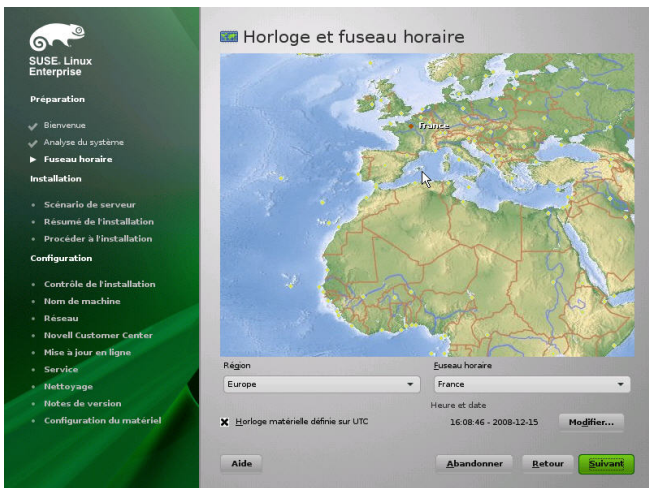 SUSE. Linux
Enterprise
Préparation
Bienvenue
Analyse du système
Fuseau horaire
Installation
Scénario de serveur
Résumé de l'installation
Procéder à l'installation
Configuration
Contrôle de l'installation
Nom de machine
Réseau
Novell Customer Center
Mise à jour en ligne
Service
Nettoyage
Notes de version
Configuration du matériel
Horloge et fuseau horaire
France
Région
Europe
Fuseau horaire
France
Horloge matérielle définie sur UTC
Heure et date
16:08:46 - 2008-12-15
Modifier...
Aide
Abandonner
Retour
Suivant